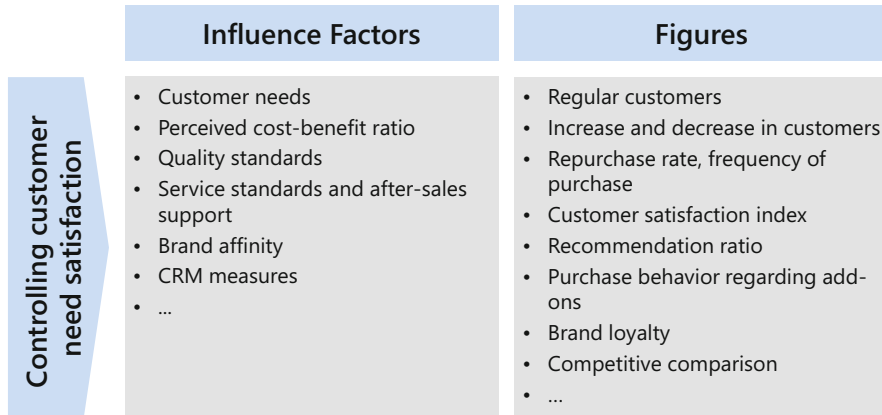 Influence Factors
Figures
Controlling customer
need satisfaction
• Customer needs
• Perceived cost-benefit ratio
• Quality standards
• Service standards and after-sales
support
• Brand affinity
• CRM measures
• ...
• Regular customers
• Increase and decrease in customers
• Repurchase rate, frequency of
purchase
• Customer satisfaction index
• Recommendation ratio
• Purchase behavior regarding add-
ons
• Brand loyalty
• Competitive comparison
• ...